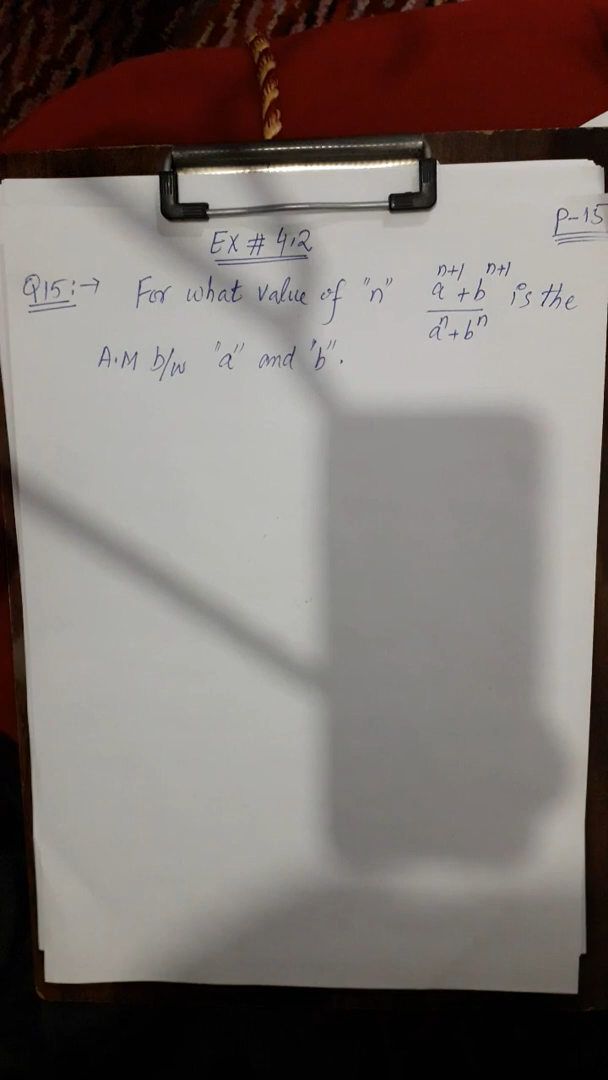 P-15
EX # 4.2
Q15:→ For what value of "n" (a^{n+1} + b^{n+1})/(a^n + b^n) is the
A.M b/w "a" and "b".